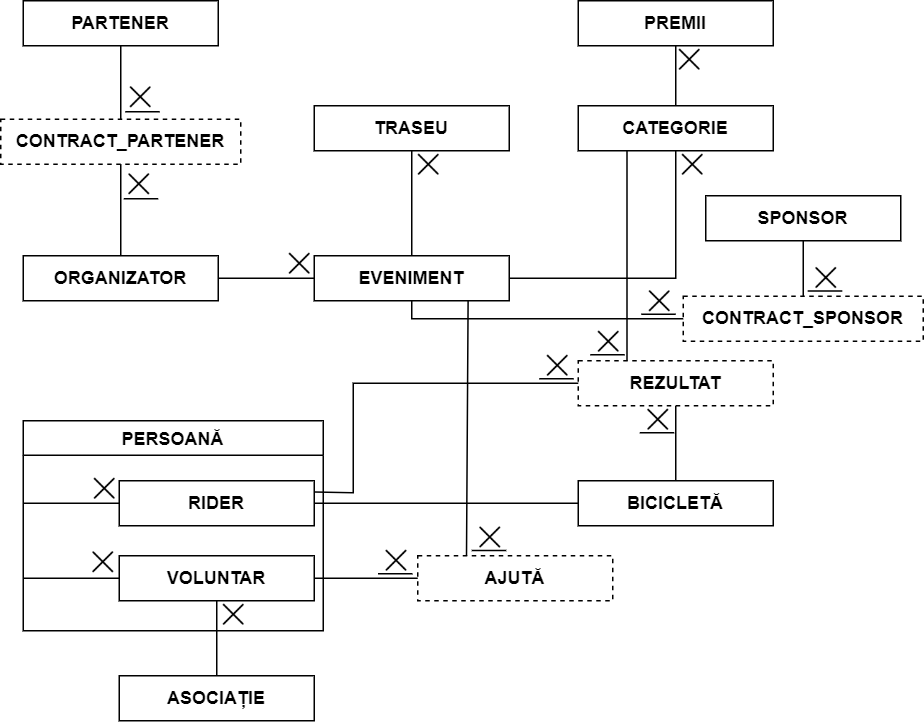 PARTENER
PREMII
CONTRACT_PARTENER
TRASEU
CATEGORIE
SPONSOR
ORGANIZATOR
EVENIMENT
CONTRACT_SPONSOR
REZULTAT
PERSOANĂ
RIDER
BICICLETĂ
VOLUNTAR
AJUTĂ
ASOCIAȚIE